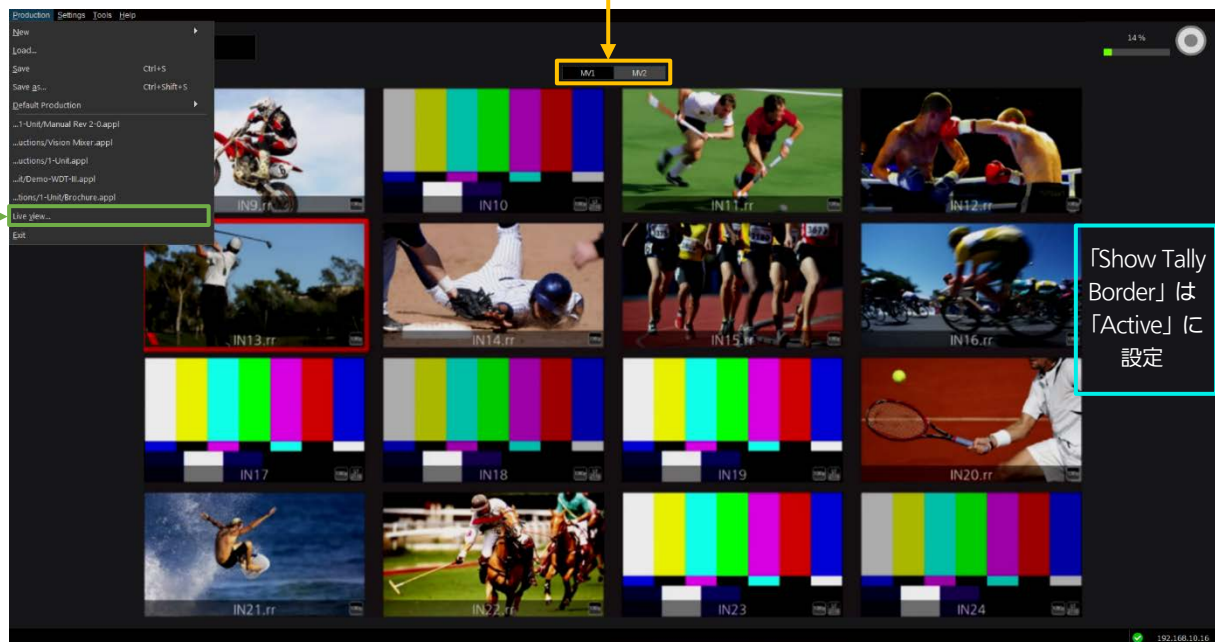 Production Settings Tools Help
New
Load...
Save Ctrl+S
Save as... Ctrl+Shift+S
Default Production
...1-Unit/Manual Rev 2-0.appl
...uctions/Vision Mixer.appl
...uctions/1-Unit.appl
...it/Demo-WDT-III.appl
...tions/1-Unit/Brochure.appl
Live view...
Exit
14 %
MV1 MV2
IN9.rr
IN10
IN11.rr
IN12.rr
IN13.rr
IN14.rr
IN15.rr
IN16.rr
「Show Tally
Border」は
「Active」に
設定
IN17
IN18
IN19
IN20.rr
IN21.rr
IN22.rr
IN23
IN24
192.168.10.16